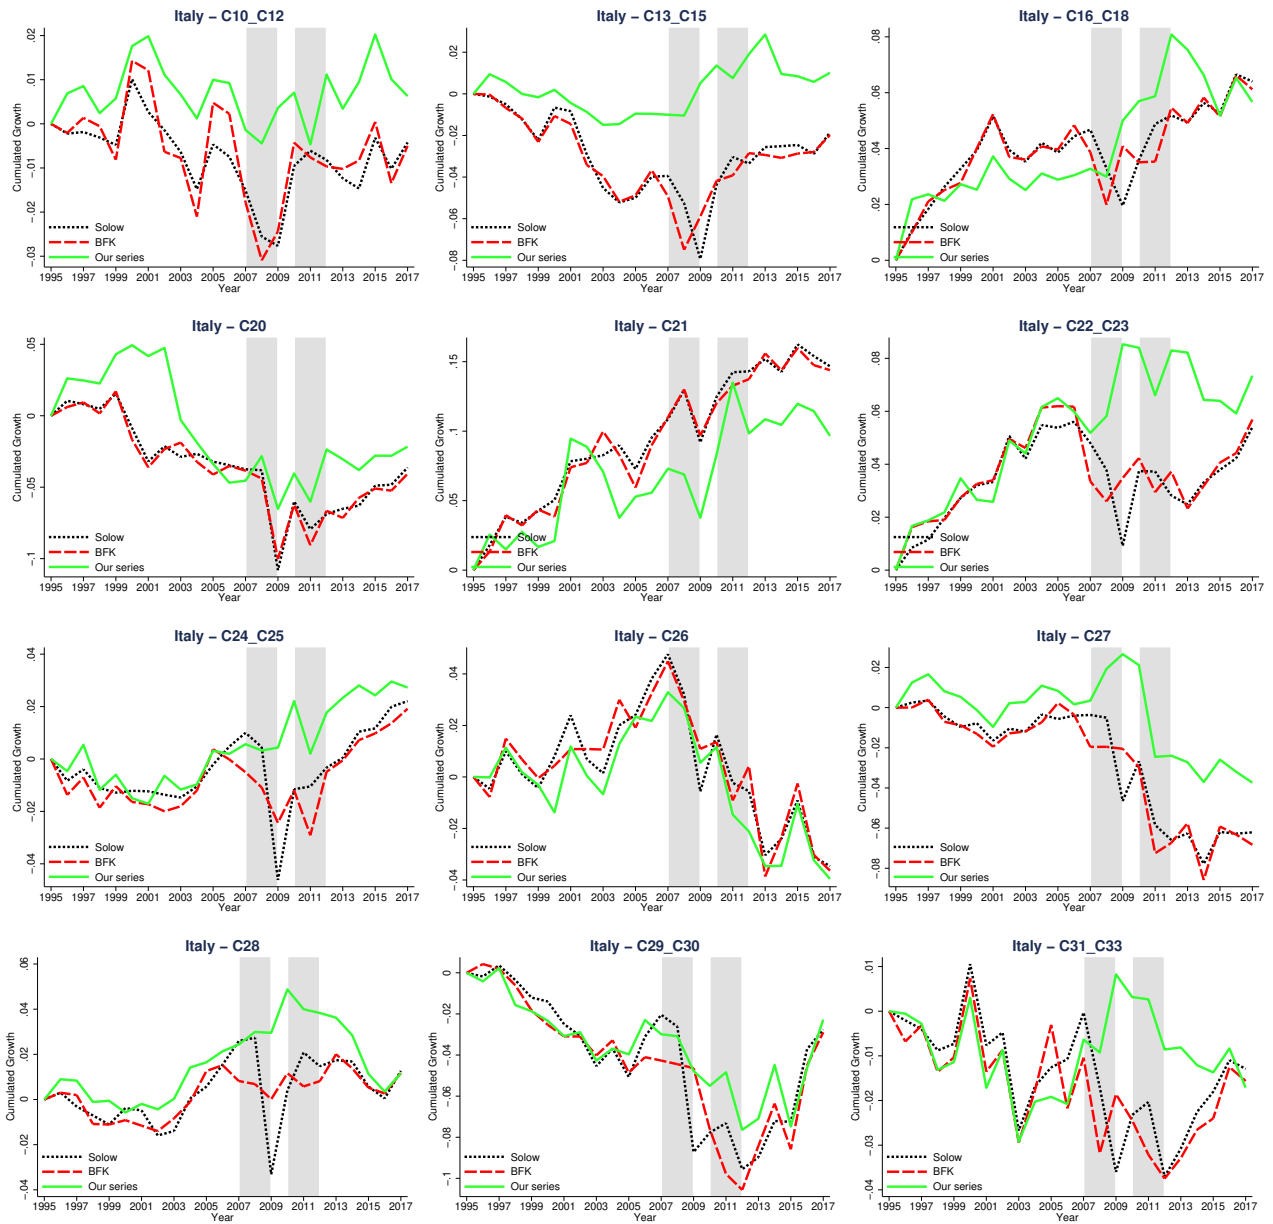 Italy − C10_C12
Cumulated Growth
.02
.01
0
−.01
−.02
−.03
Solow
BFK
Our series
1995 1997 1999 2001 2003 2005 2007 2009 2011 2013 2015 2017
Year
Italy − C13_C15
Cumulated Growth
.02
0
−.02
−.04
−.06
−.08
Solow
BFK
Our series
1995 1997 1999 2001 2003 2005 2007 2009 2011 2013 2015 2017
Year
Italy − C16_C18
Cumulated Growth
.08
.06
.04
.02
0
Solow
BFK
Our series
1995 1997 1999 2001 2003 2005 2007 2009 2011 2013 2015 2017
Year
Italy − C20
Cumulated Growth
.05
0
−.05
−.1
Solow
BFK
Our series
1995 1997 1999 2001 2003 2005 2007 2009 2011 2013 2015 2017
Year
Italy − C21
Cumulated Growth
.15
.1
.05
0
Solow
BFK
Our series
1995 1997 1999 2001 2003 2005 2007 2009 2011 2013 2015 2017
Year
Italy − C22_C23
Cumulated Growth
.08
.06
.04
.02
0
Solow
BFK
Our series
1995 1997 1999 2001 2003 2005 2007 2009 2011 2013 2015 2017
Year
Italy − C24_C25
Cumulated Growth
.04
.02
0
−.02
−.04
Solow
BFK
Our series
1995 1997 1999 2001 2003 2005 2007 2009 2011 2013 2015 2017
Year
Italy − C26
Cumulated Growth
.04
.02
0
−.02
−.04
Solow
BFK
Our series
1995 1997 1999 2001 2003 2005 2007 2009 2011 2013 2015 2017
Year
Italy − C27
Cumulated Growth
.02
0
−.02
−.04
−.06
−.08
Solow
BFK
Our series
1995 1997 1999 2001 2003 2005 2007 2009 2011 2013 2015 2017
Year
Italy − C28
Cumulated Growth
.06
.04
.02
0
−.02
−.04
Solow
BFK
Our series
1995 1997 1999 2001 2003 2005 2007 2009 2011 2013 2015 2017
Year
Italy − C29_C30
Cumulated Growth
0
−.02
−.04
−.06
−.08
−.1
Solow
BFK
Our series
1995 1997 1999 2001 2003 2005 2007 2009 2011 2013 2015 2017
Year
Italy − C31_C33
Cumulated Growth
.01
0
−.01
−.02
−.03
−.04
Solow
BFK
Our series
1995 1997 1999 2001 2003 2005 2007 2009 2011 2013 2015 2017
Year